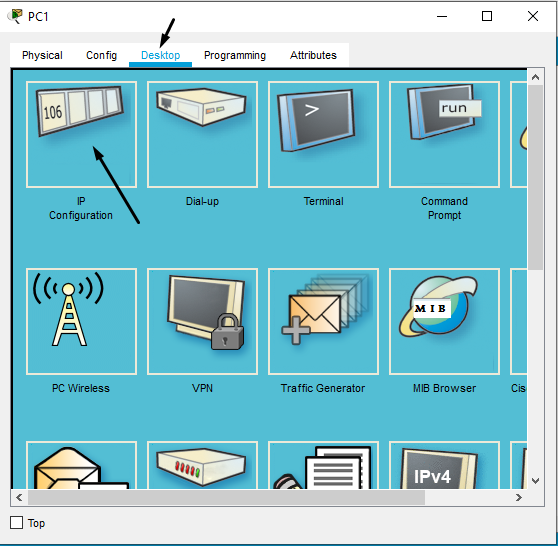 PC1
Physical Config Desktop Programming Attributes
106
>
run
IP
Configuration
Dial-up
Terminal
Command
Prompt
MIB
PC Wireless
VPN
Traffic Generator
MIB Browser
Cis
IPv4
Top